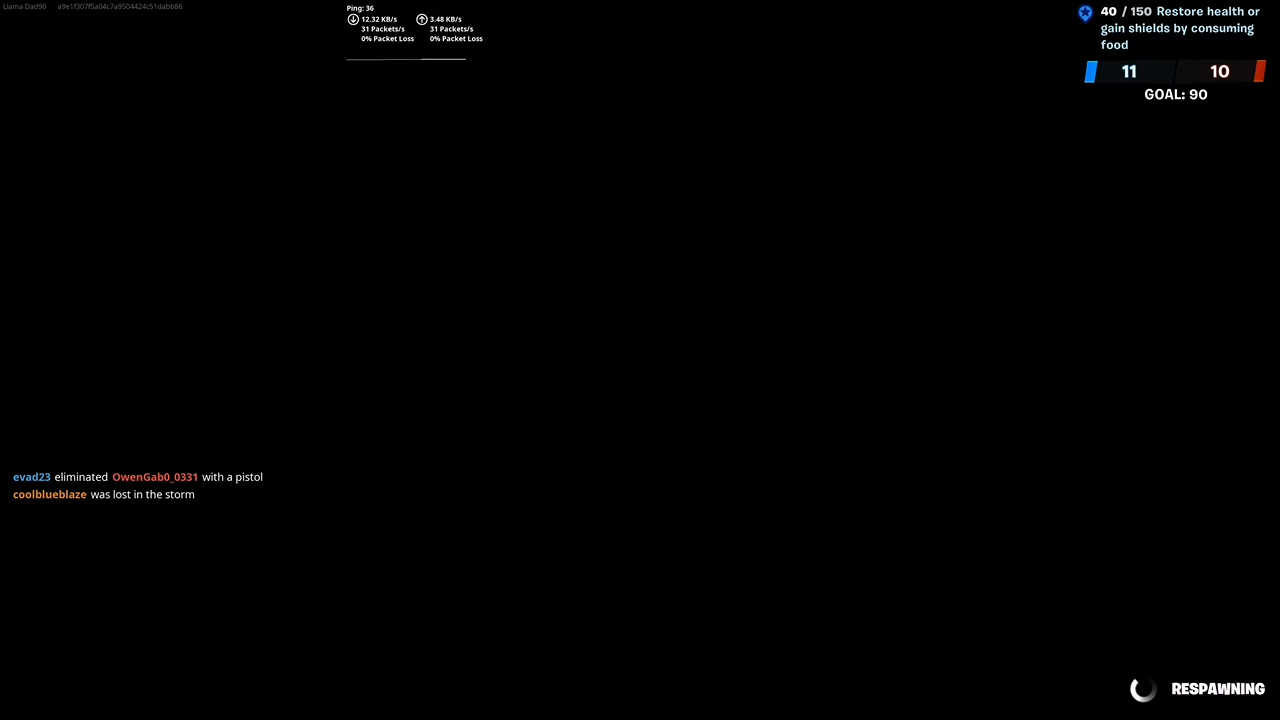 Llama Dad90 a9e1f307f5a04c7a9504424c51dabb86
Ping: 36
12.32 KB/s 3.48 KB/s
31 Packets/s 31 Packets/s
0% Packet Loss 0% Packet Loss
40 / 150 Restore health or
gain shields by consuming
food
11 10
GOAL: 90
evad23 eliminated OwenGab0_0331 with a pistol
coolblueblaze was lost in the storm
RESPAWNING